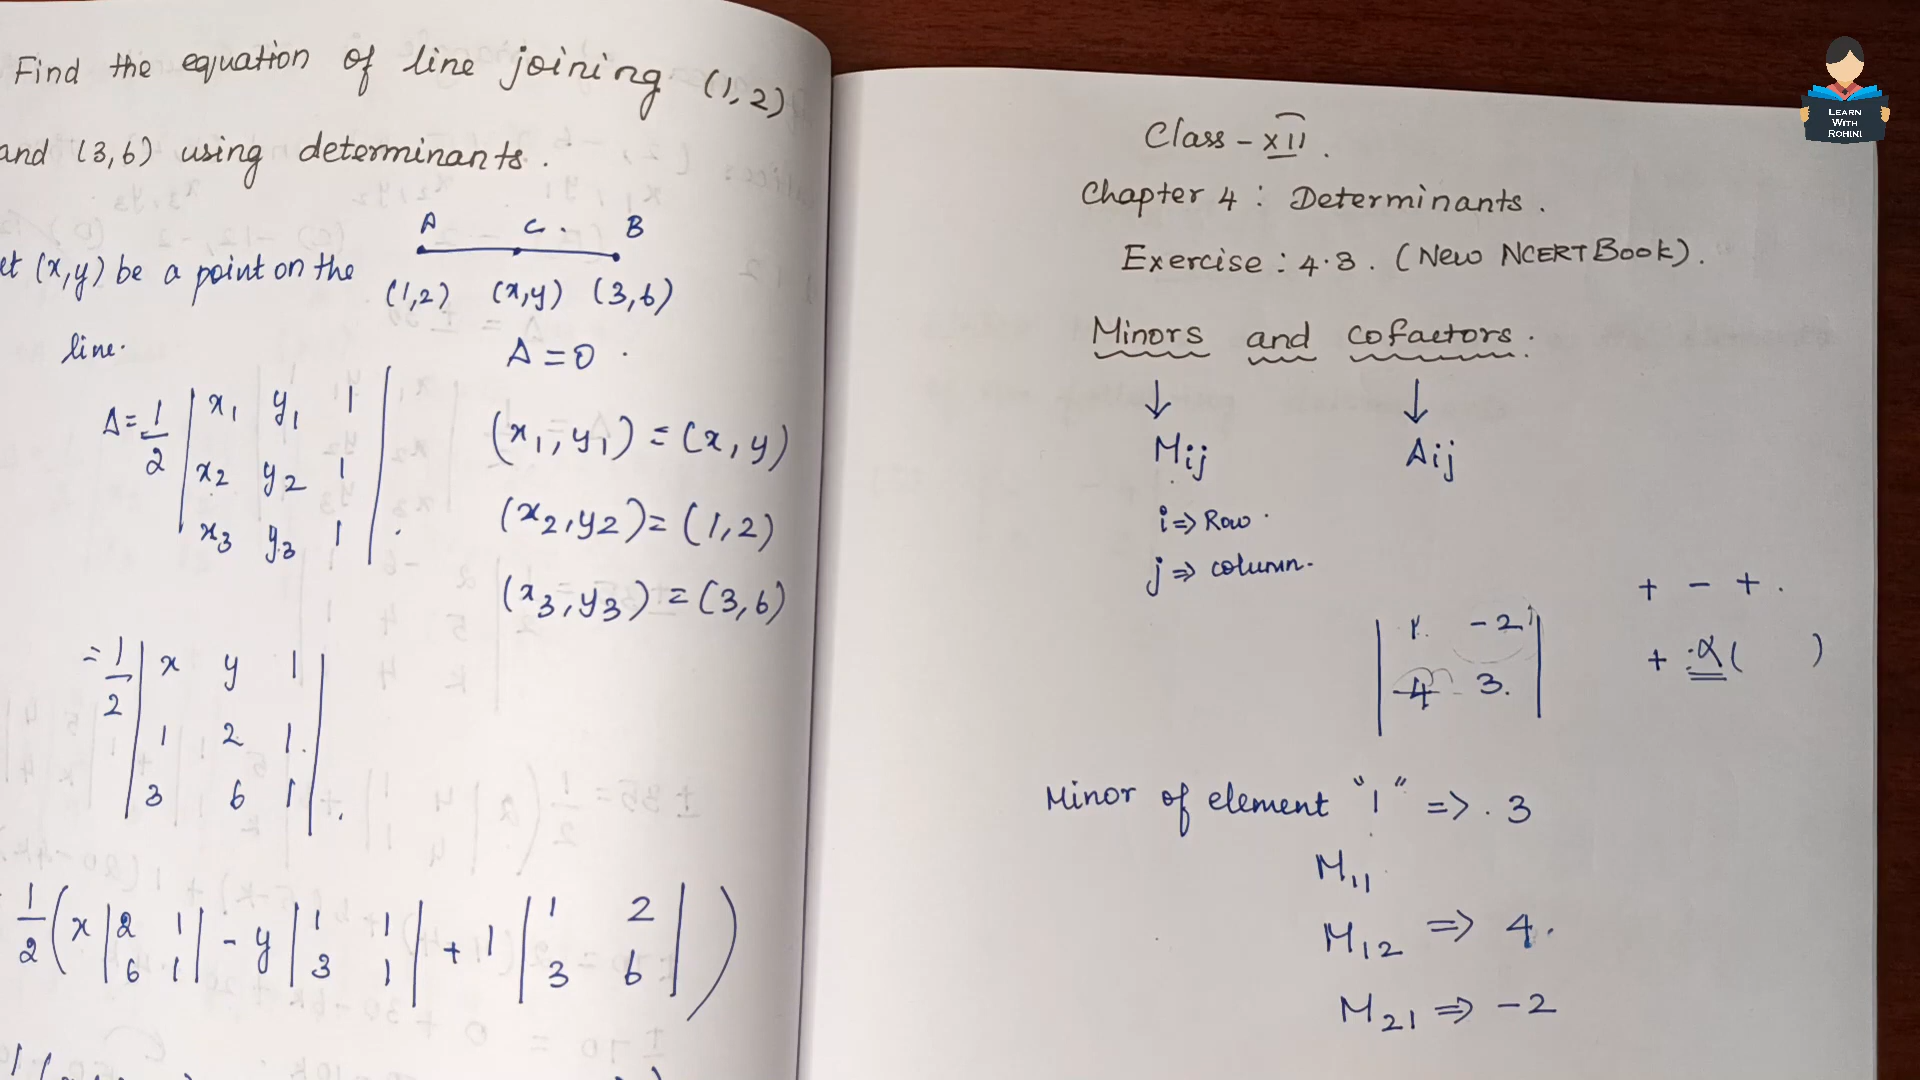 Find the equation of line joining (1,2)
and (3,6) using determinants.
A C. B
et (x,y) be a point on the
(1,2) (x,y) (3,6)
line.
Δ = 0.
Δ = 1/2 | x1 y1 1 |
| x2 y2 1 |
| x3 y3 1 |.
(x1, y1) = (x, y)
(x2, y2) = (1,2)
(x3, y3) = (3,6)
= 1/2 | x y 1 |
| 1 2 1. |
| 3 6 1 |.
1/2 ( x | 2 1 | - y | 1 1 | + 1 | 1 2 | )
| 6 1 | | 3 1 | | 3 6 |
LEARN
WITH
ROHINI
Class - XII.
Chapter 4 : Determinants.
Exercise : 4.3. (New NCERT Book).
Minors and cofactors.
↓ ↓
Mij Aij
i => Row.
j => column.
+ - +.
| 1 -2 |
+ .α ( )
| 4 3. |
Minor of element "1" => . 3
M11
M12 => 4.
M21 => -2